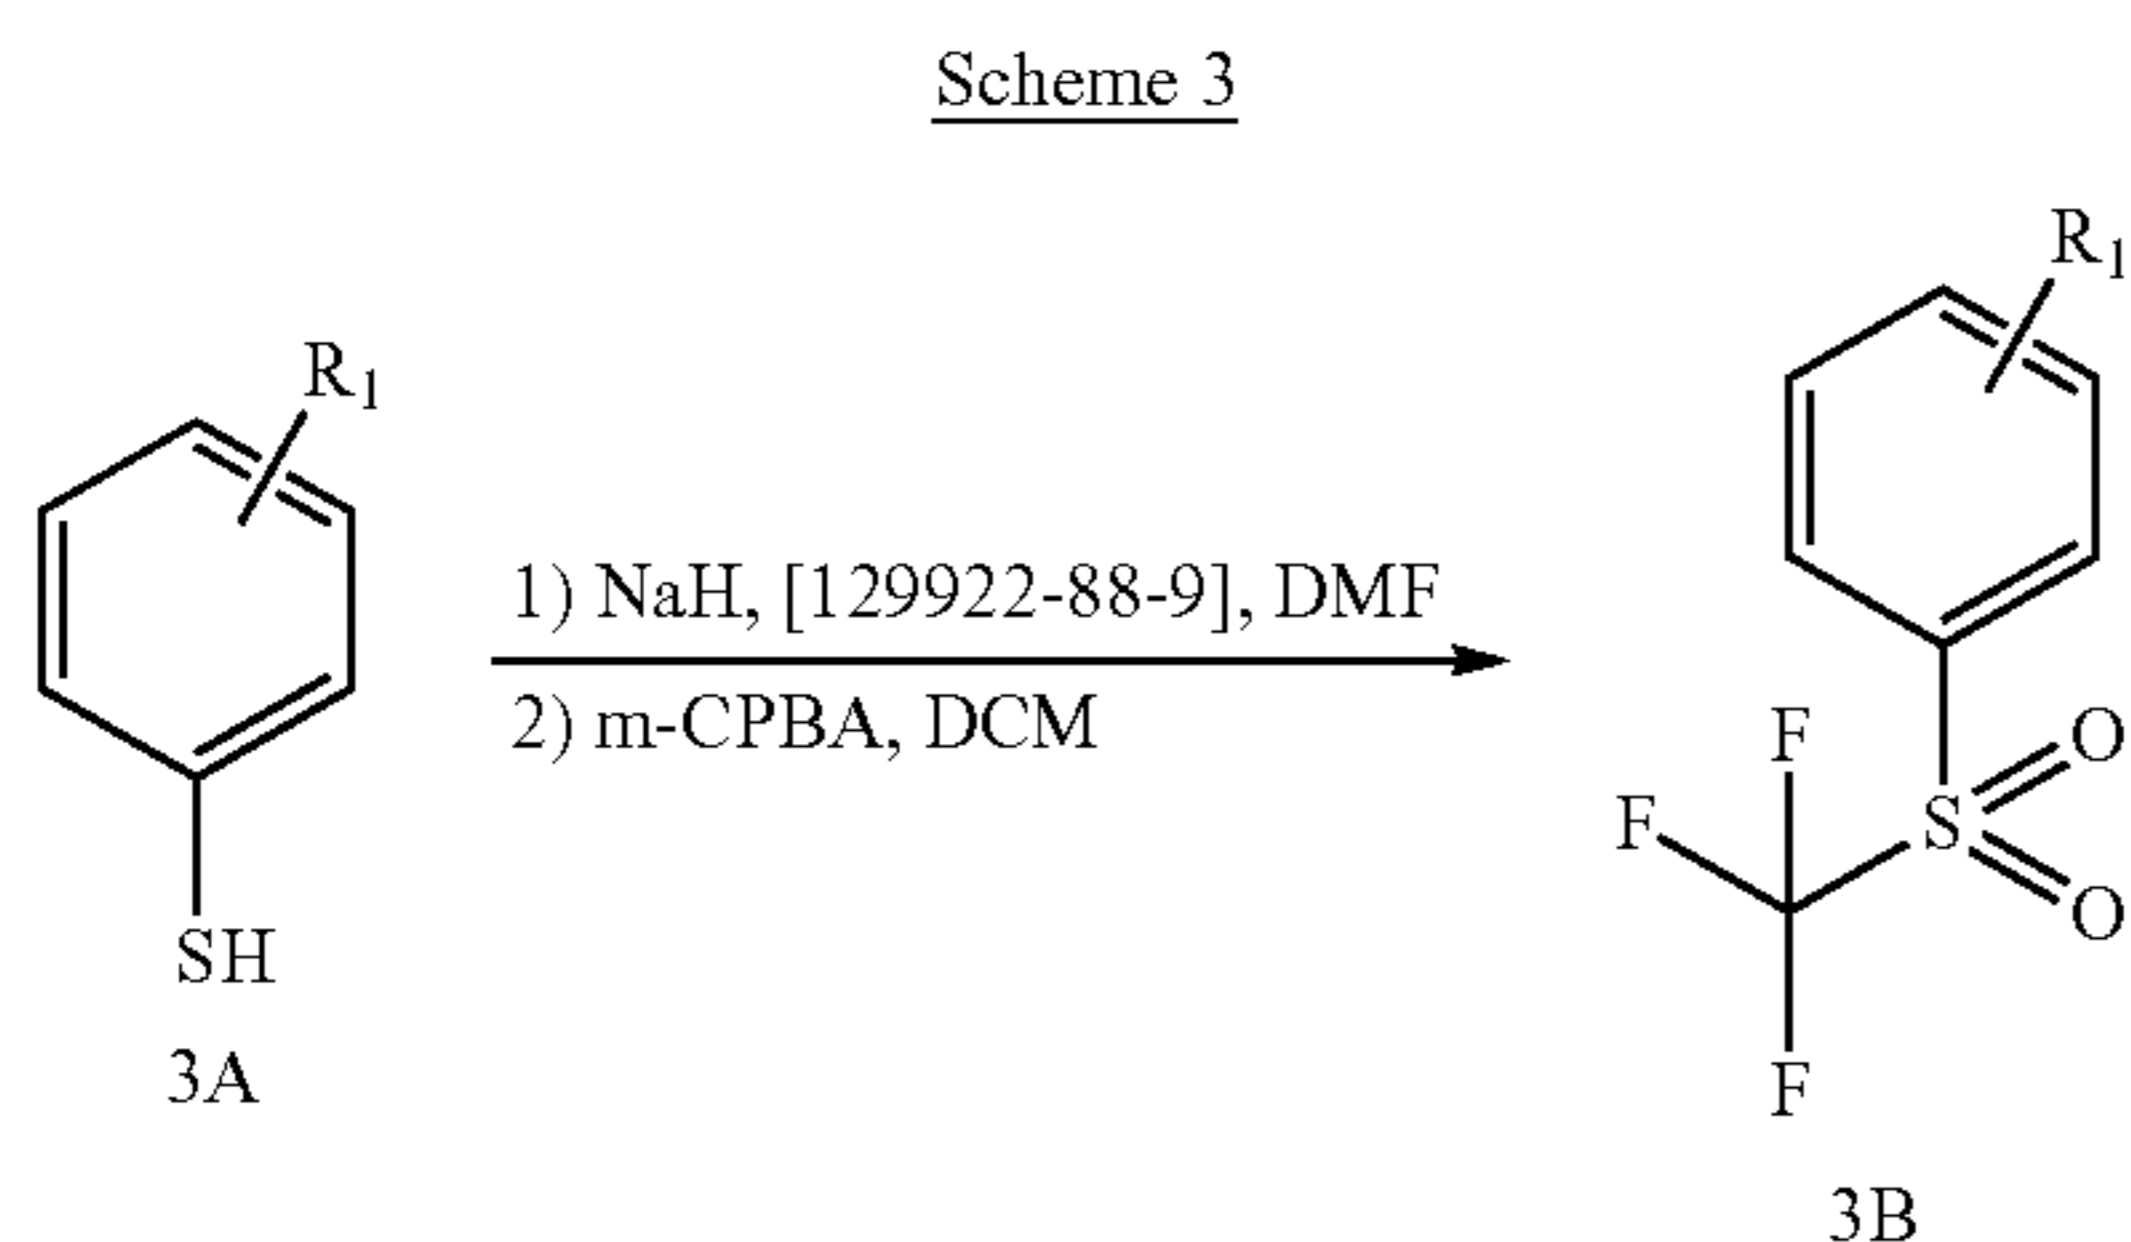 Scheme 3
R1
R1
1) NaH, [129922-88-9], DMF
2) m-CPBA, DCM
F
O
F
S
O
SH
F
3A
3B